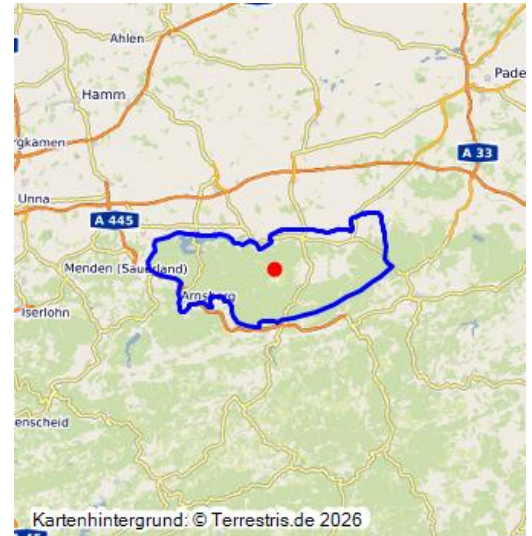 Ahlen
Pade
Hamm
rgkamen
A 33
Unna
A 445
Menden (Sauerland)
Arnsberg
Iserlohn
enscheid
Kartenhintergrund: © Terrestris.de 2026